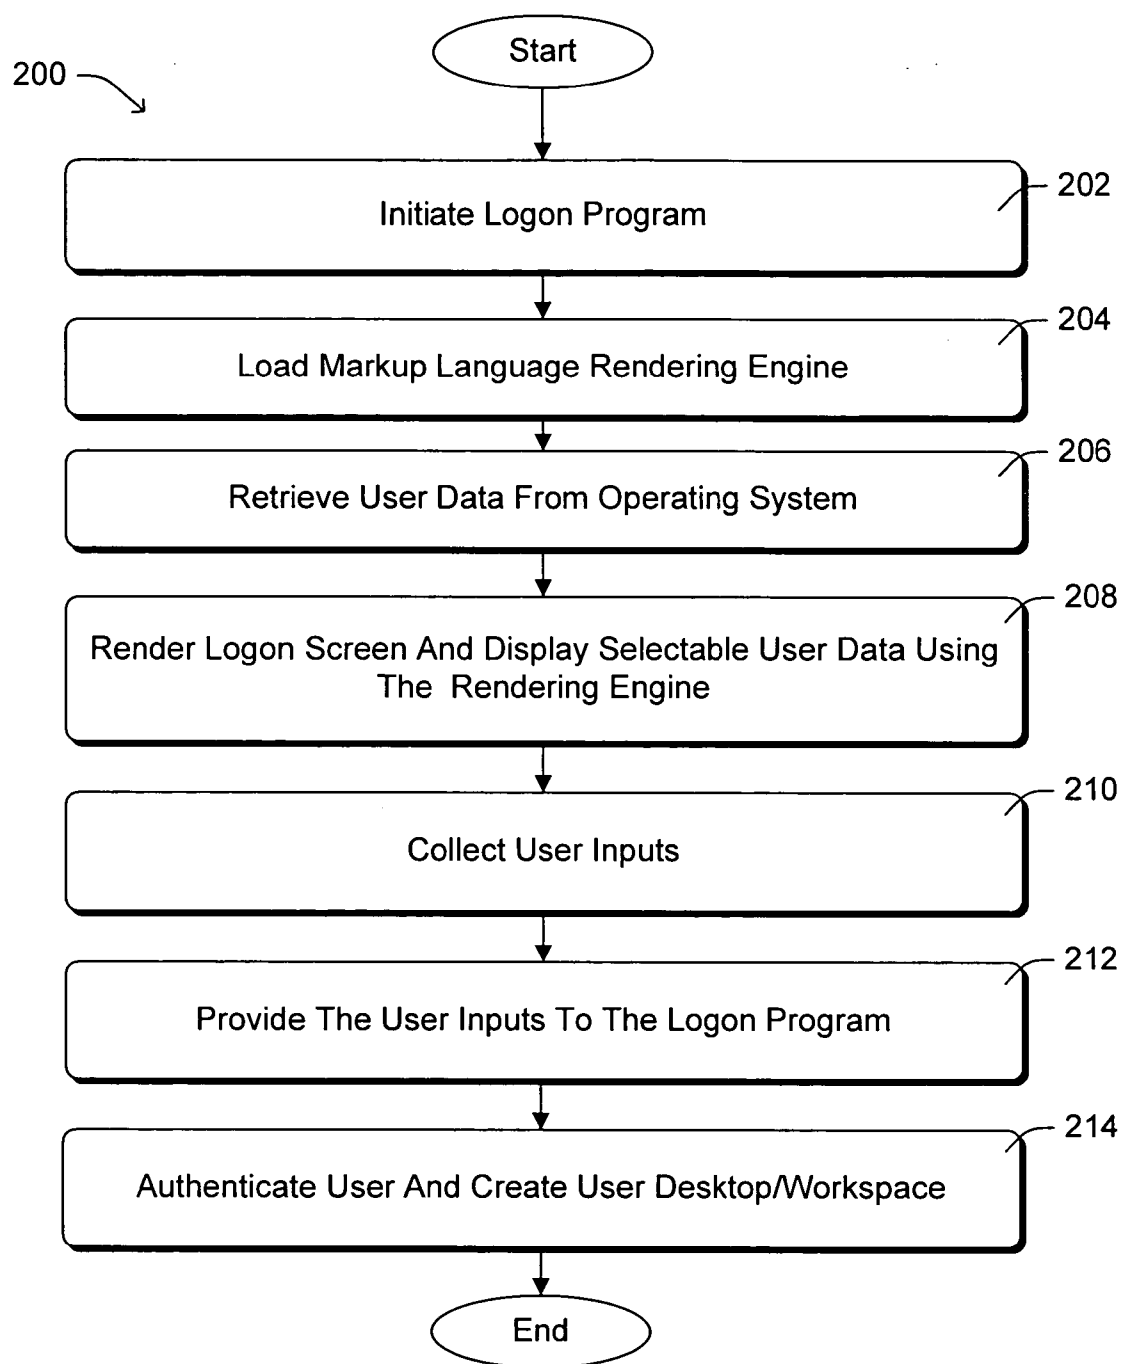 Start
200
202
Initiate Logon Program
204
Load Markup Language Rendering Engine
206
Retrieve User Data From Operating System
208
Render Logon Screen And Display Selectable User Data Using
The Rendering Engine
210
Collect User Inputs
212
Provide The User Inputs To The Logon Program
214
Authenticate User And Create User Desktop/Workspace
End